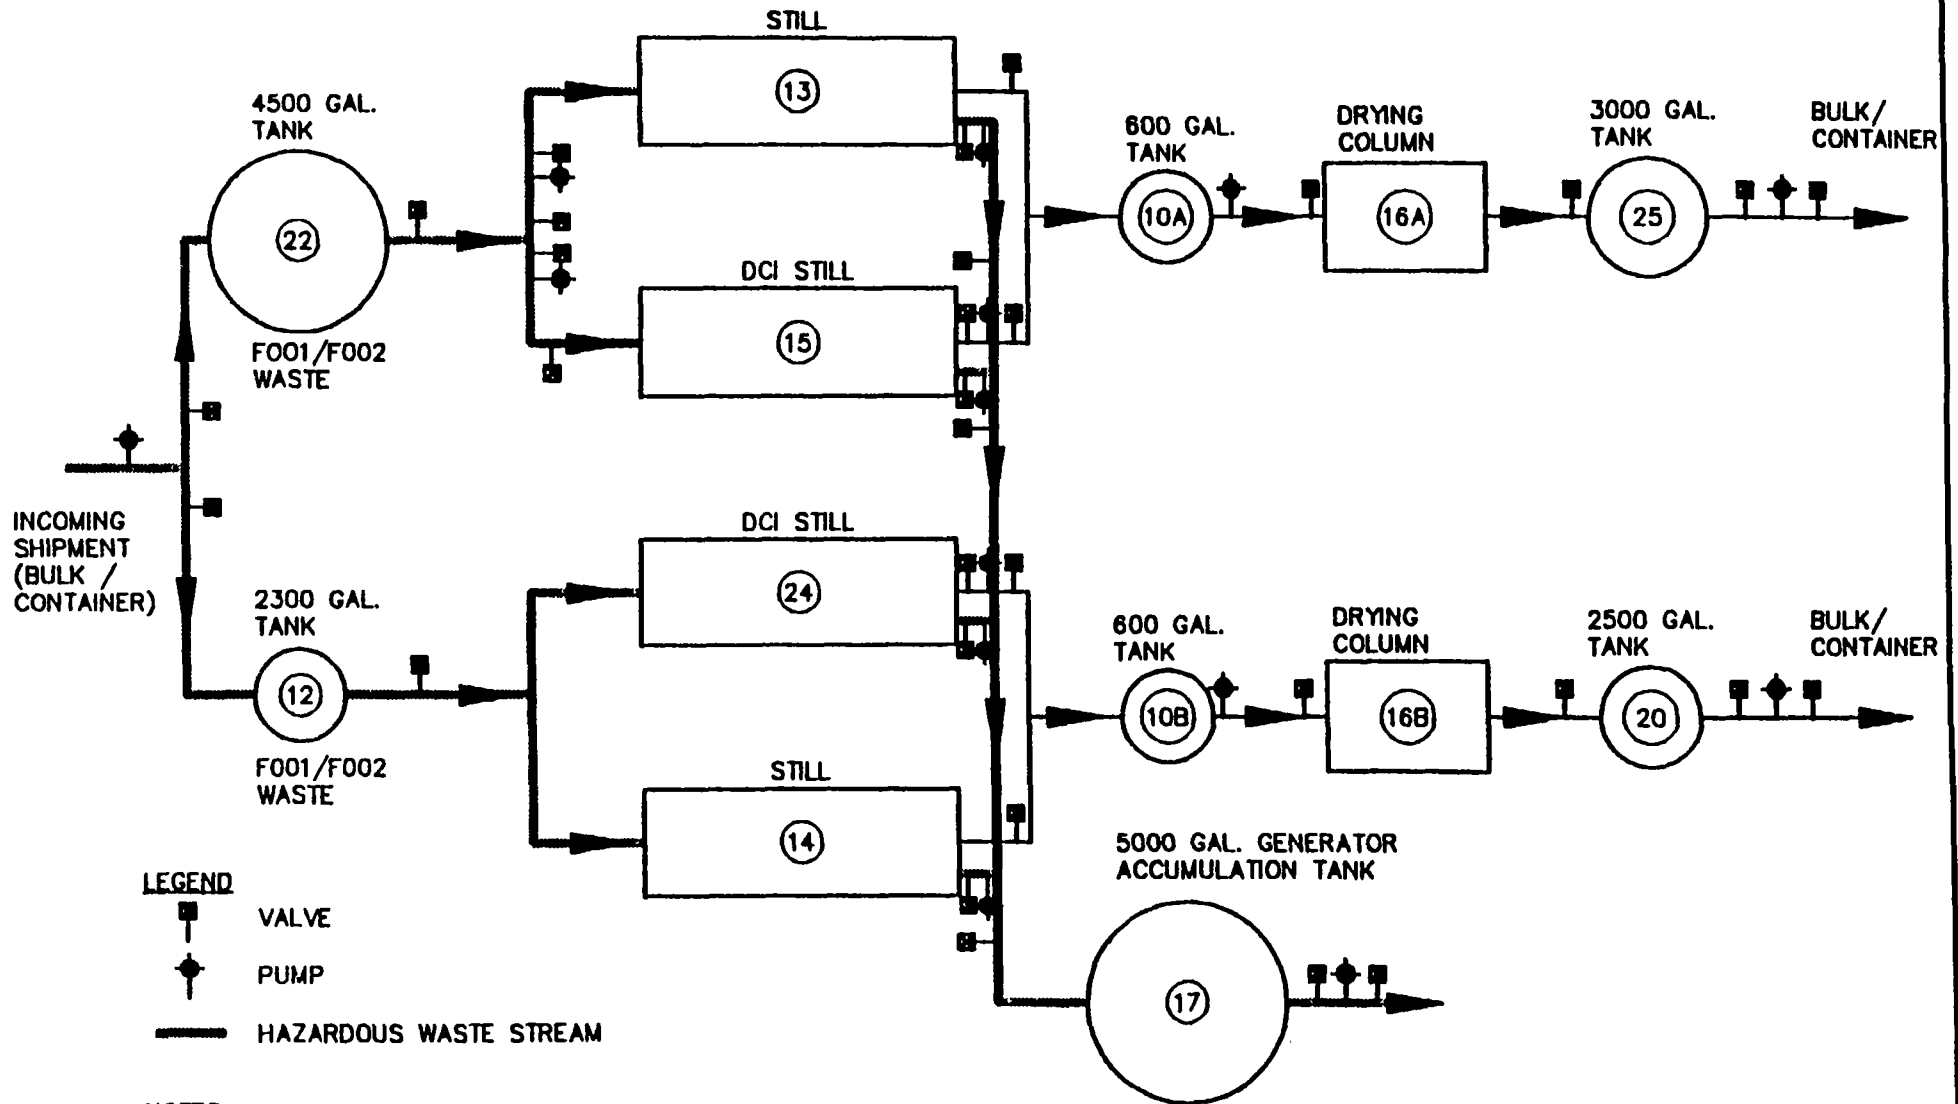 STILL
13
4500 GAL.
TANK
22
F001/F002
WASTE
DCI STILL
15
600 GAL.
TANK
10A
DRYING
COLUMN
16A
3000 GAL.
TANK
25
BULK/
CONTAINER
INCOMING
SHIPMENT
(BULK /
CONTAINER)
2300 GAL.
TANK
12
F001/F002
WASTE
DCI STILL
24
STILL
14
600 GAL.
TANK
10B
DRYING
COLUMN
16B
2500 GAL.
TANK
20
BULK/
CONTAINER
5000 GAL. GENERATOR
ACCUMULATION TANK
17
LEGEND
VALVE
PUMP
HAZARDOUS WASTE STREAM